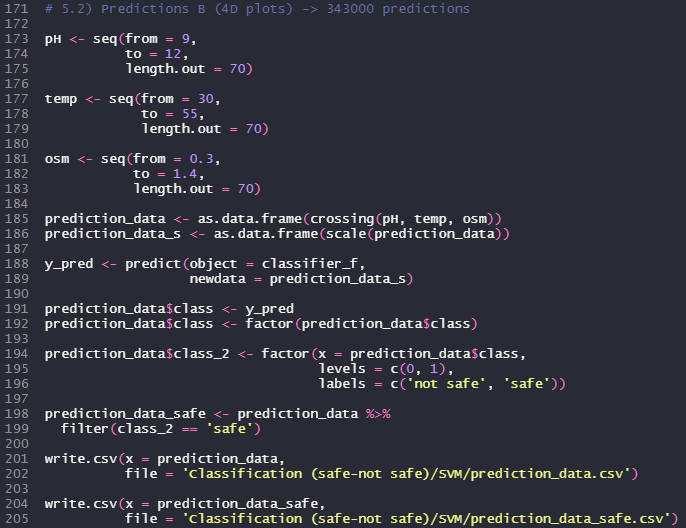 171 # 5.2) Predictions B (4D plots) -> 343000 predictions
172
173 pH <- seq(from = 9,
174 to = 12,
175 length.out = 70)
176
177 temp <- seq(from = 30,
178 to = 55,
179 length.out = 70)
180
181 osm <- seq(from = 0.3,
182 to = 1.4,
183 length.out = 70)
184
185 prediction_data <- as.data.frame(crossing(pH, temp, osm))
186 prediction_data_s <- as.data.frame(scale(prediction_data))
187
188 y_pred <- predict(object = classifier_f,
189 newdata = prediction_data_s)
190
191 prediction_data$class <- y_pred
192 prediction_data$class <- factor(prediction_data$class)
193
194 prediction_data$class_2 <- factor(x = prediction_data$class,
195 levels = c(0, 1),
196 labels = c('not safe', 'safe'))
197
198 prediction_data_safe <- prediction_data %>%
199 filter(class_2 == 'safe')
200
201 write.csv(x = prediction_data,
202 file = 'Classification (safe-not safe)/SVM/prediction_data.csv')
203
204 write.csv(x = prediction_data_safe,
205 file = 'Classification (safe-not safe)/SVM/prediction_data_safe.csv')